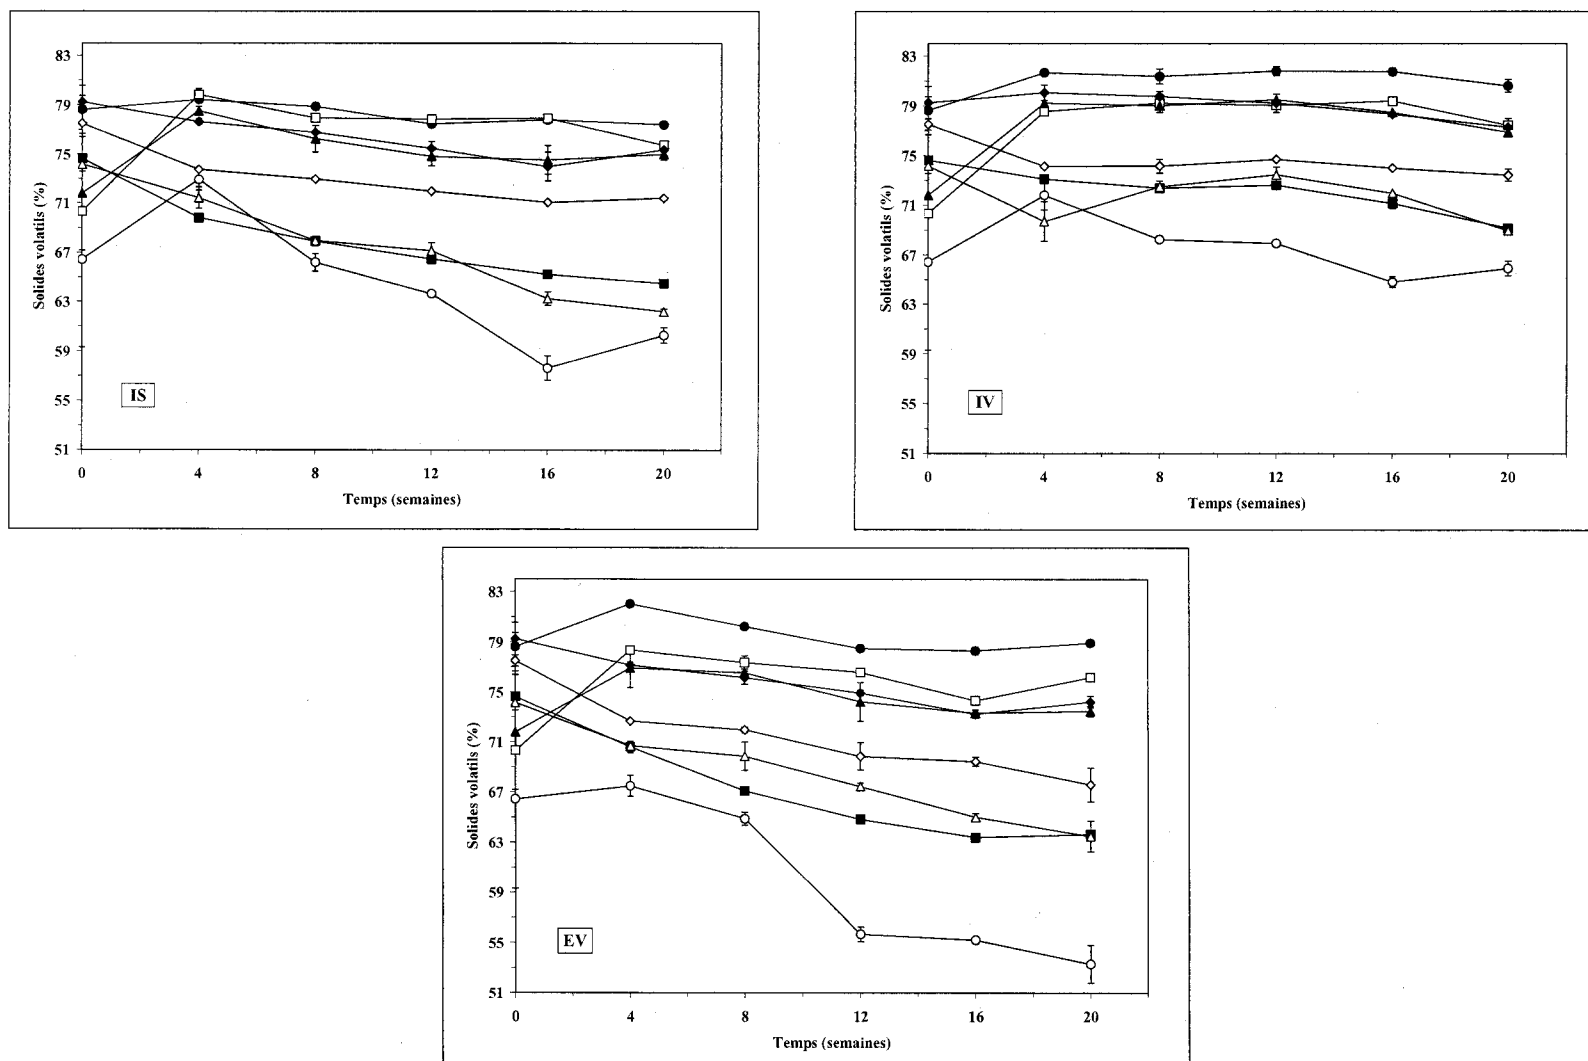 83
79
75
71
67
63
59
55
51
Solides volatils (%)
IS
0 4 8 12 16 20
Temps (semaines)
83
79
75
71
67
63
59
55
51
Solides volatils (%)
IV
0 4 8 12 16 20
Temps (semaines)
83
79
75
71
67
63
59
55
51
Solides volatils (%)
EV
0 4 8 12 16 20
Temps (semaines)